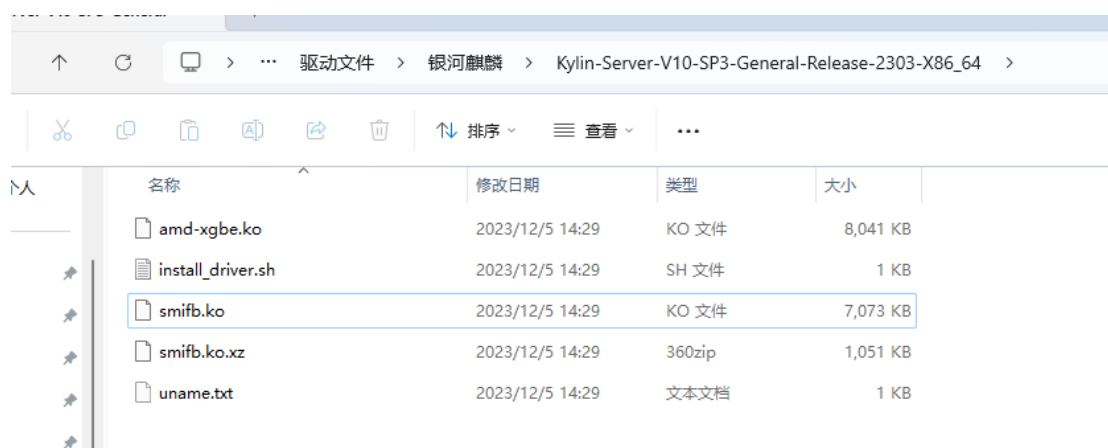 驱动文件 > 银河麒麟 > Kylin-Server-V10-SP3-General-Release-2303-X86_64 >
排序 查看 ...
个人
名称 修改日期 类型 大小
amd-xgbe.ko 2023/12/5 14:29 KO 文件 8,041 KB
install_driver.sh 2023/12/5 14:29 SH 文件 1 KB
smifb.ko 2023/12/5 14:29 KO 文件 7,073 KB
smifb.ko.xz 2023/12/5 14:29 360zip 1,051 KB
uname.txt 2023/12/5 14:29 文本文档 1 KB